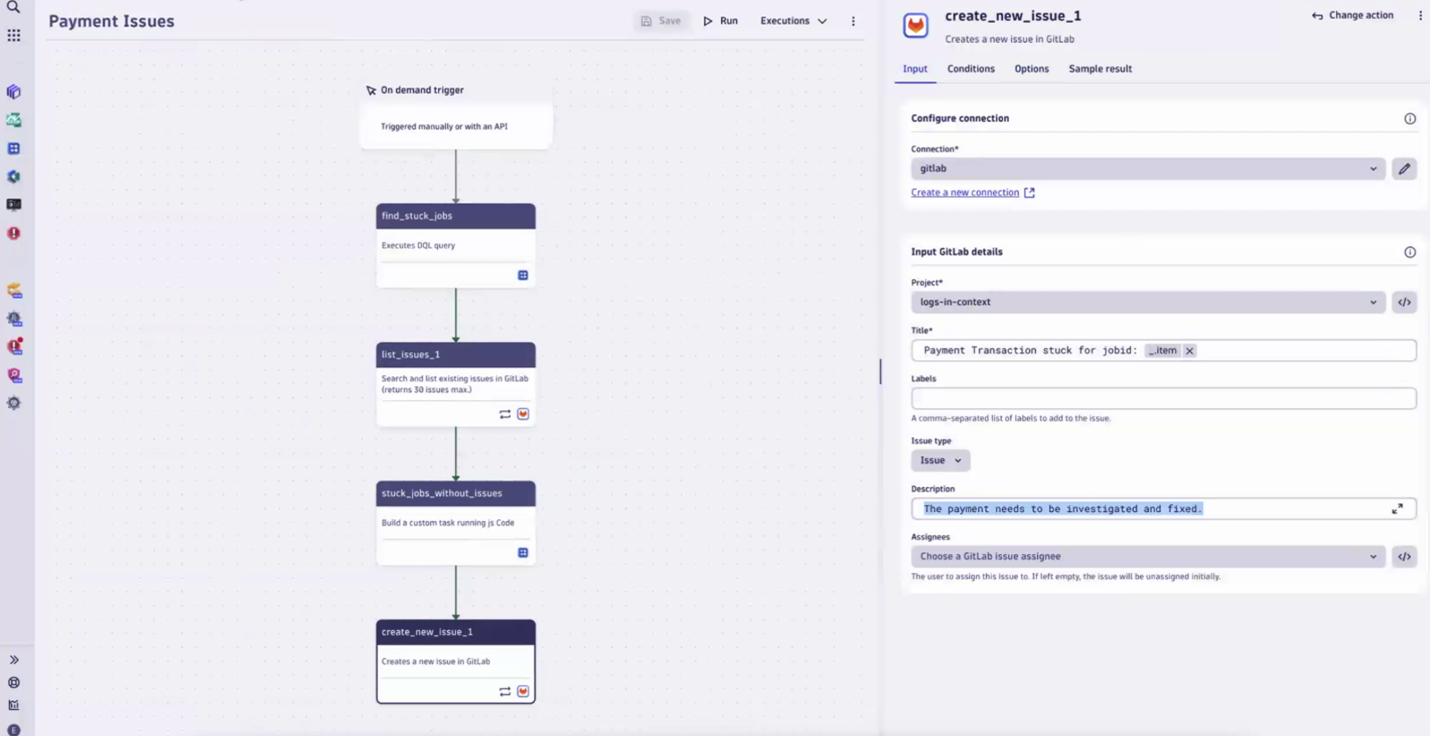 Payment Issues
Save
Run
Executions
On demand trigger
Triggered manually or with an API
find_stuck_jobs
Executes DQL query
list_issues_1
Search and list existing issues in GitLab
(returns 30 issues max.)
stuck_jobs_without_issues
Build a custom task running js Code
create_new_issue_1
Creates a new issue in GitLab
create_new_issue_1
Creates a new issue in GitLab
Change action
Input
Conditions
Options
Sample result
Configure connection
Connection*
gitlab
Create a new connection
Input GitLab details
Project*
logs-in-context
Title*
Payment Transaction stuck for jobid: _.item
Labels
A comma-separated list of labels to add to the issue.
Issue type
Issue
Description
The payment needs to be investigated and fixed.
Assignees
Choose a GitLab issue assignee
The user to assign this issue to. If left empty, the issue will be unassigned initially.